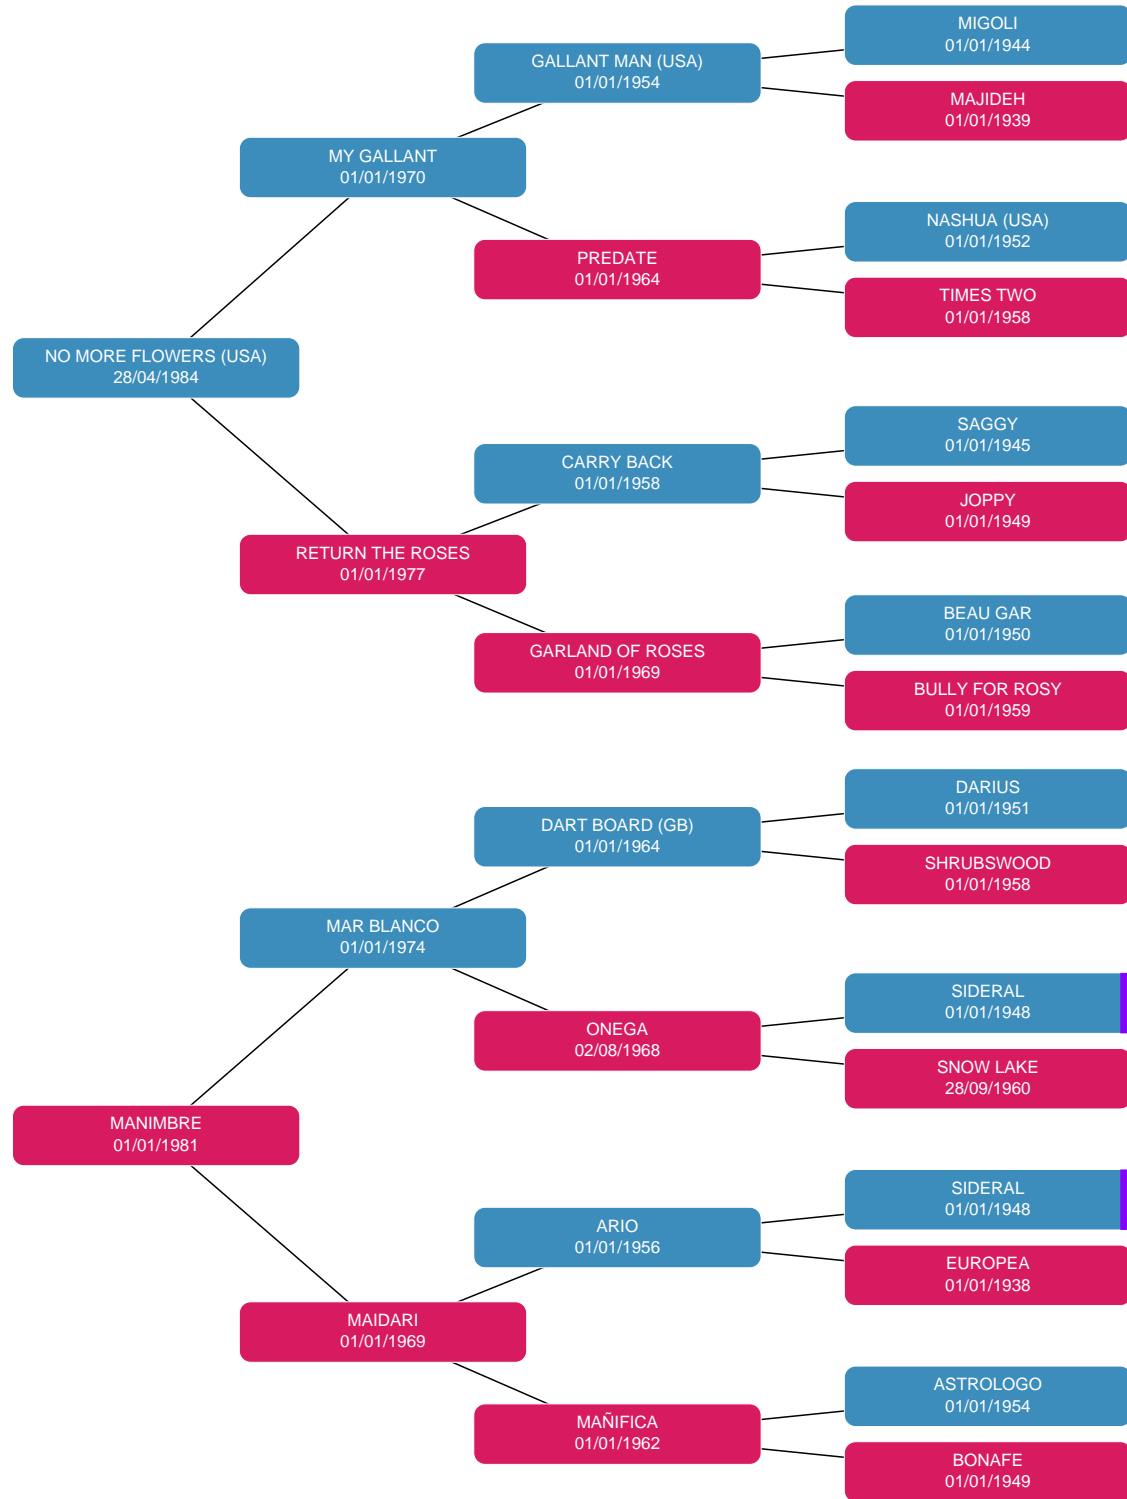 MIGOLI
01/01/1944
GALLANT MAN (USA)
01/01/1954
MAJIDEH
01/01/1939
MY GALLANT
01/01/1970
NASHUA (USA)
01/01/1952
PREDATE
01/01/1964
TIMES TWO
01/01/1958
NO MORE FLOWERS (USA)
28/04/1984
SAGGY
01/01/1945
CARRY BACK
01/01/1958
JOPPY
01/01/1949
RETURN THE ROSES
01/01/1977
BEAU GAR
01/01/1950
GARLAND OF ROSES
01/01/1969
BULLY FOR ROSY
01/01/1959
DARIUS
01/01/1951
DART BOARD (GB)
01/01/1964
SHRUBSWOOD
01/01/1958
MAR BLANCO
01/01/1974
SIDERAL
01/01/1948
ONEGA
02/08/1968
SNOW LAKE
28/09/1960
MANIMBRE
01/01/1981
SIDERAL
01/01/1948
ARIO
01/01/1956
EUROPEA
01/01/1938
MAIDARI
01/01/1969
ASTROLOGO
01/01/1954
MAÑIFICA
01/01/1962
BONAFE
01/01/1949